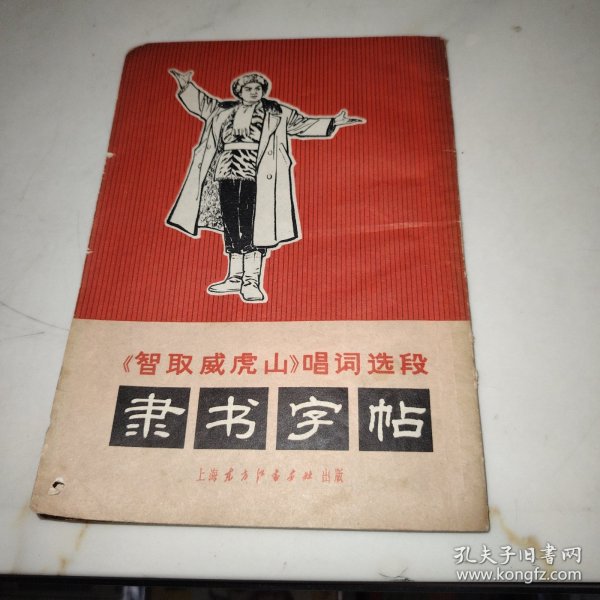 《智取威虎山》唱词选段
隶书字帖
上海东方红书画社出版
孔夫子旧书网
www.kongfz.com